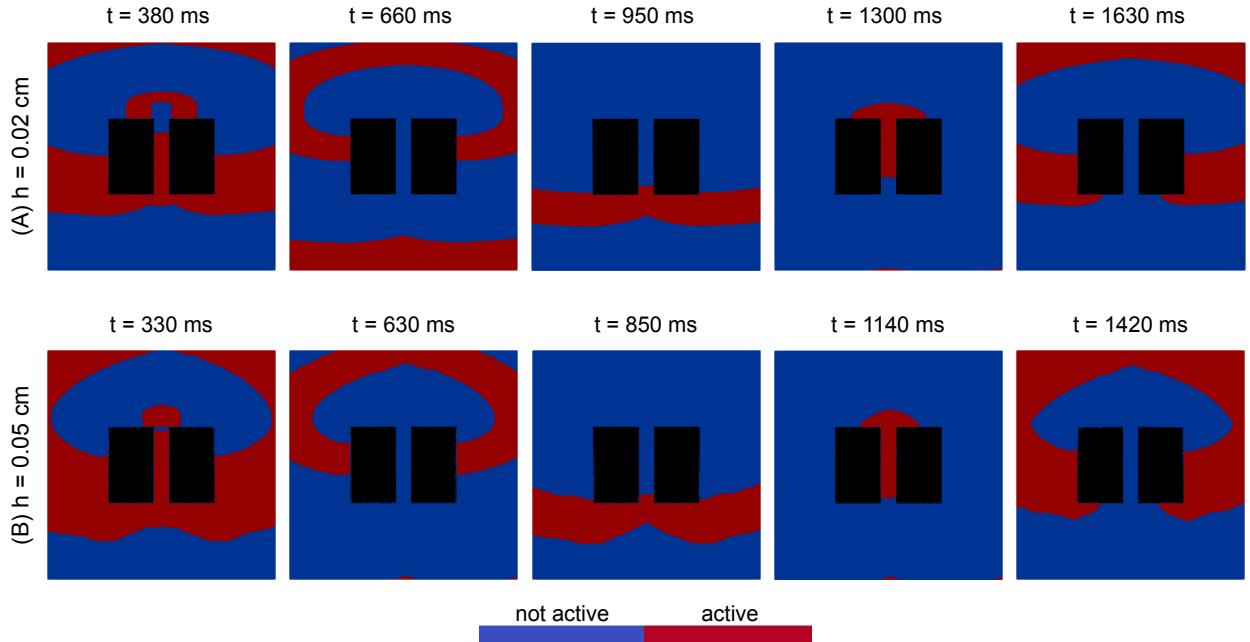 t = 380 ms
t = 660 ms
t = 950 ms
t = 1300 ms
t = 1630 ms
(A) h = 0.02 cm
t = 330 ms
t = 630 ms
t = 850 ms
t = 1140 ms
t = 1420 ms
(B) h = 0.05 cm
not active
active